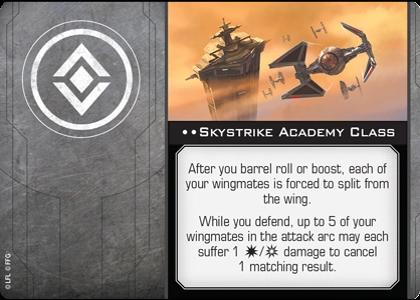 ••Skystrike Academy Class
After you barrel roll or boost, each of
your wingmates is forced to split from
the wing.
While you defend, up to 5 of your
wingmates in the attack arc may each
suffer 1 / damage to cancel
1 matching result.
©LFL ©FFG